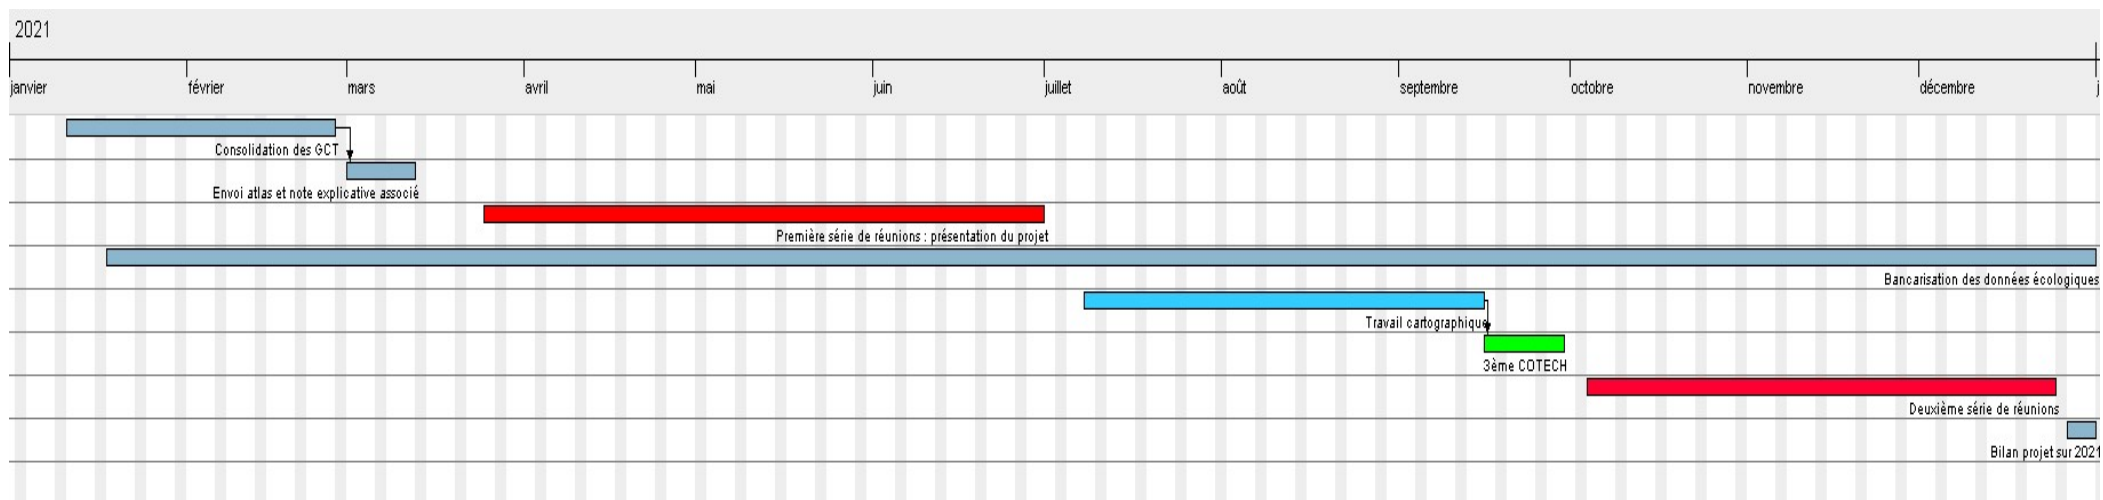 2021
janvier février mars avril mai juin juillet août septembre octobre novembre décembre j
Consolidation des GCT
Envoi atlas et note explicative associé
Première série de réunions : présentation du projet
Bancarisation des données écologiques
Travail cartographique
3ème COTECH
Deuxième série de réunions
Bilan projet sur 2021